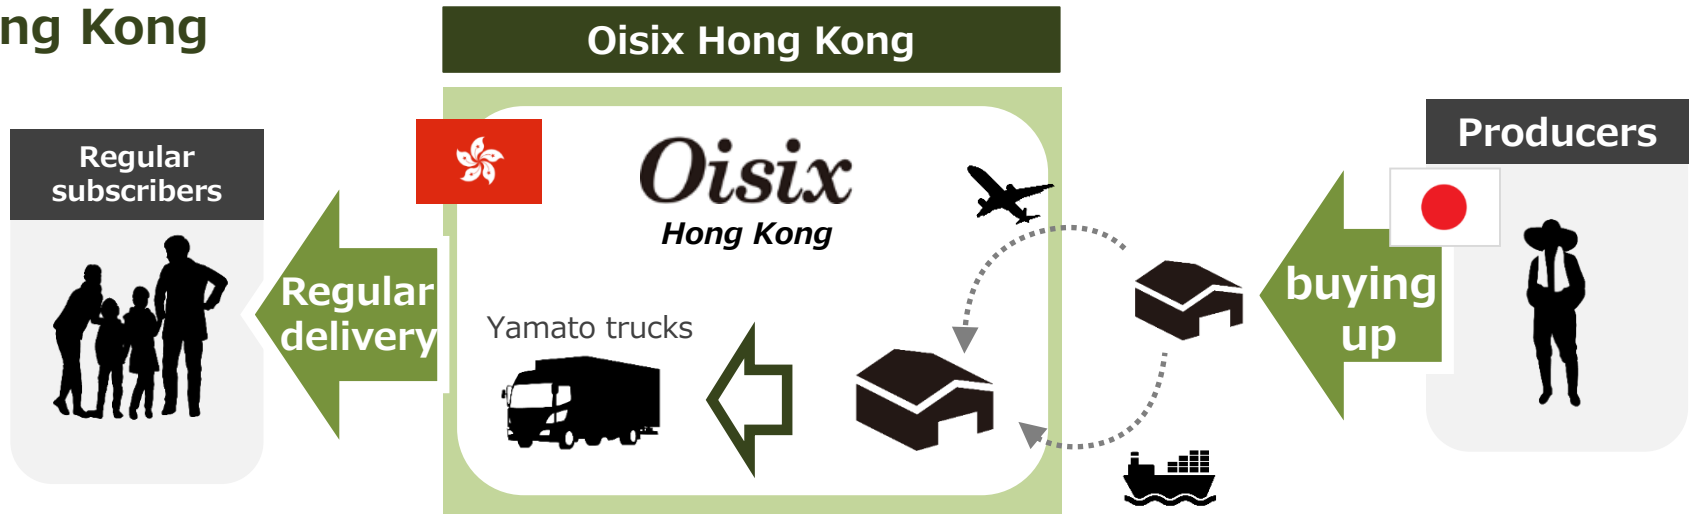 ng Kong
Oisix Hong Kong
Regular
subscribers
Oisix
Hong Kong
Producers
Regular
delivery
Yamato trucks
buying
up